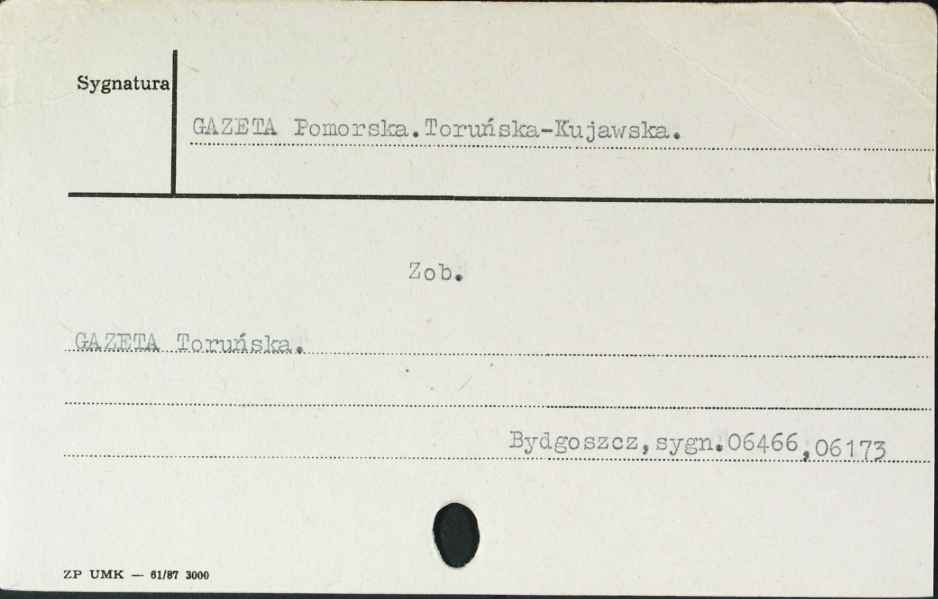 Sygnatura
GAZETA Pomorska.Toruńska-Kujawska.
Zob.
GAZETA Toruńska.
Bydgoszcz,sygn.06466,06173
ZP UMK — 61/87 3000